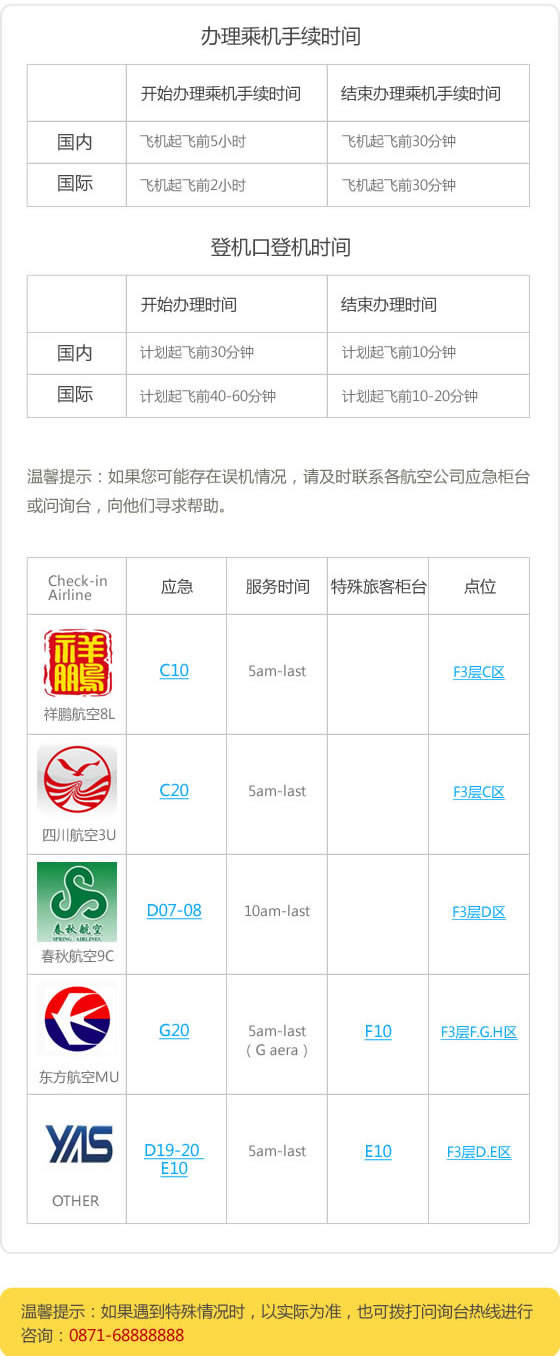 办理乘机手续时间
开始办理乘机手续时间 结束办理乘机手续时间
国内 飞机起飞前5小时 飞机起飞前30分钟
国际 飞机起飞前2小时 飞机起飞前30分钟
登机口登机时间
开始办理时间 结束办理时间
国内 计划起飞前30分钟 计划起飞前10分钟
国际 计划起飞前40-60分钟 计划起飞前10-20分钟
温馨提示：如果您可能存在误机情况，请及时联系各航空公司应急柜台
或问询台，向他们寻求帮助。
Check-in
Airline
应急 服务时间 特殊旅客柜台 点位
祥鹏
C10 5am-last F3层C区
祥鹏航空8L
C20 5am-last F3层C区
四川航空3U
D07-08 10am-last F3层D区
春秋航空
SPRING AIRLINES
春秋航空9C
G20 5am-last F10 F3层F.G.H区
（G aera）
东方航空MU
YAS
D19-20 5am-last E10 F3层D.E区
E10
OTHER
温馨提示：如果遇到特殊情况时，以实际为准，也可拨打问询台热线进行
咨询：0871-68888888